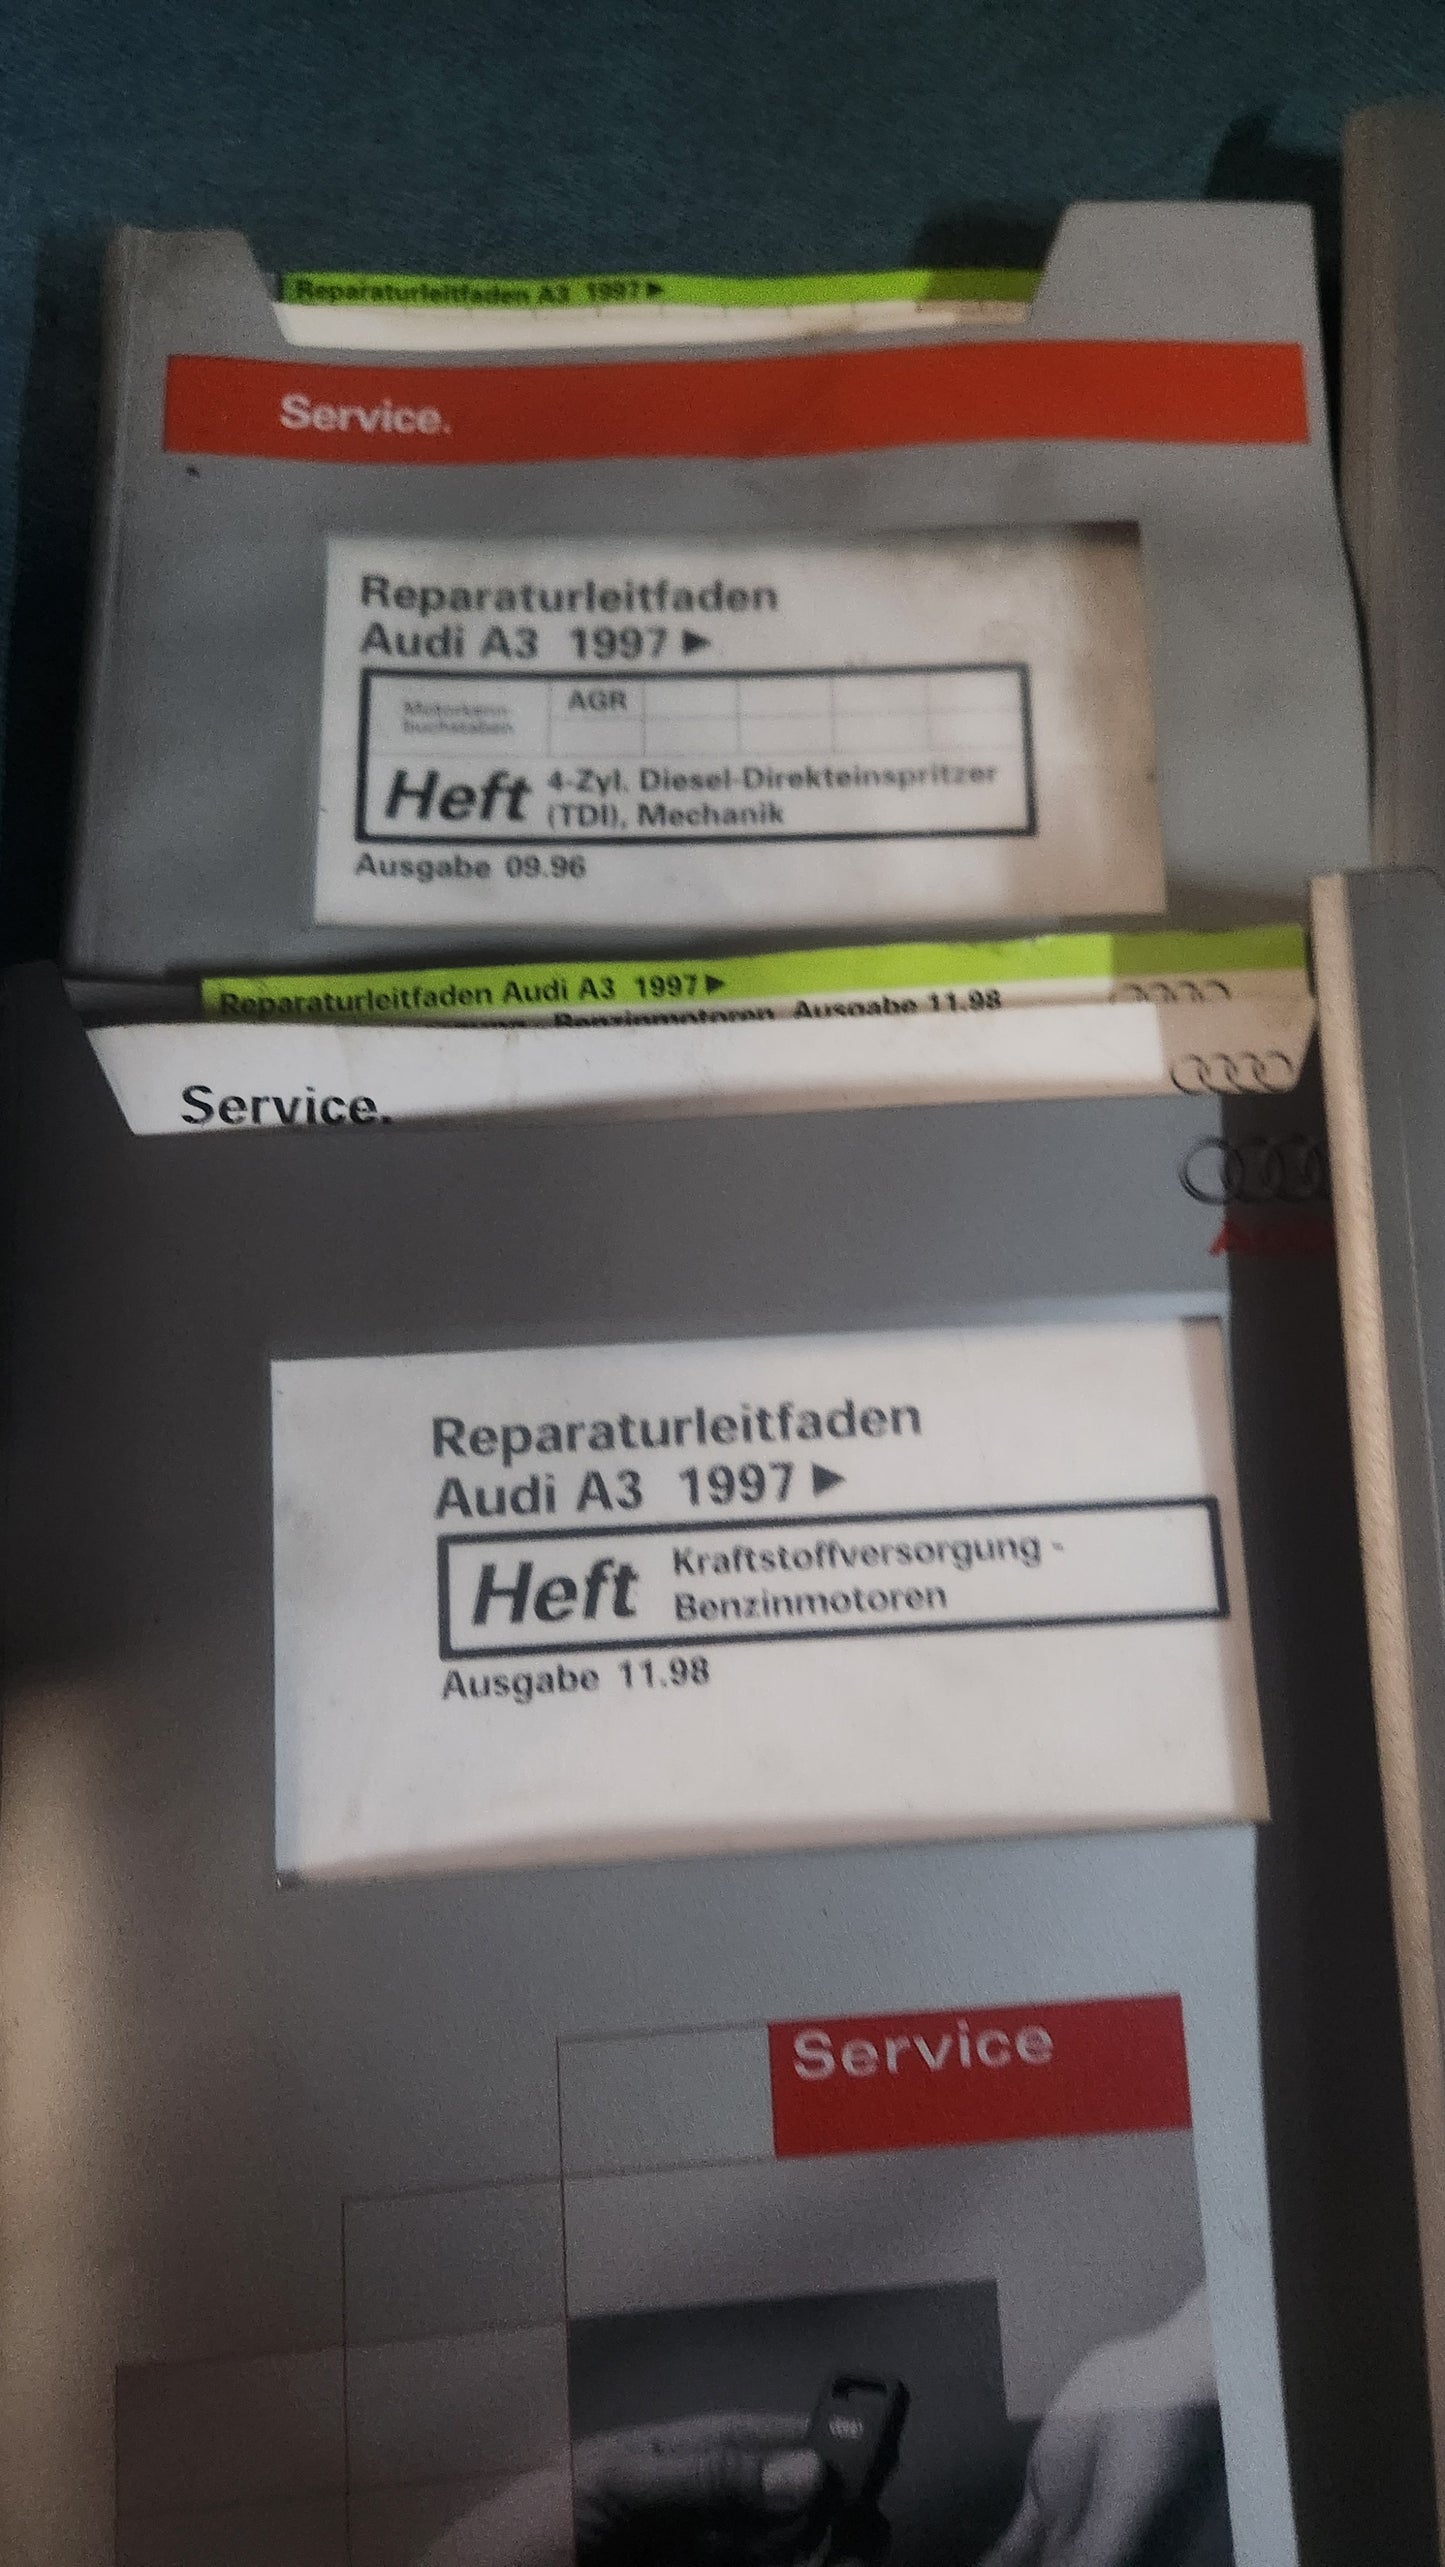 Reparaturleitfaden A3 1997 ►
Service.
Reparaturleitfaden
Audi A3 1997 ►
Motorkenn-
buchstaben
AGR
Heft
4-Zyl. Diesel-Direkteinspritzer
(TDI), Mechanik
Ausgabe 09.96
Reparaturleitfaden Audi A3 1997 ►
Benzinmotoren Ausgabe 11.98
Service.
Reparaturleitfaden
Audi A3 1997 ►
Heft
Kraftstoffversorgung -
Benzinmotoren
Ausgabe 11.98
Service